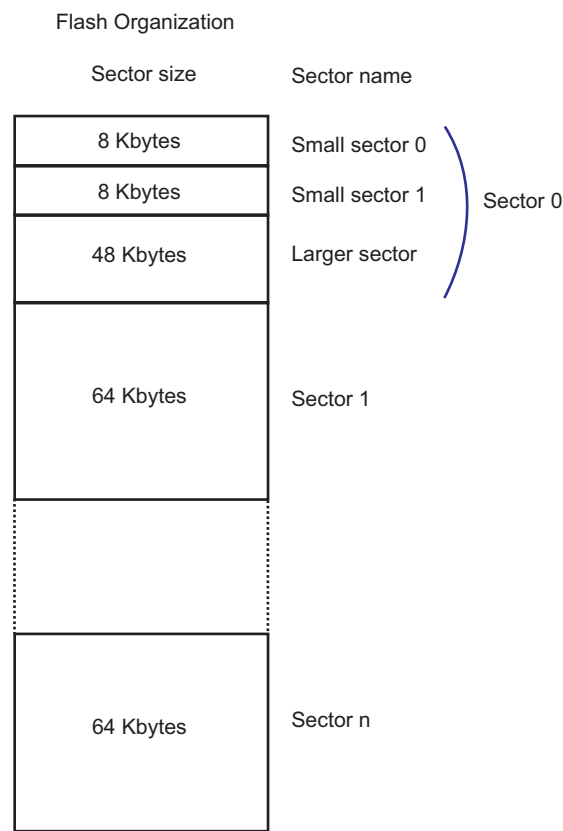 Flash Organization
Sector size Sector name
8 Kbytes Small sector 0
8 Kbytes Small sector 1
Sector 0
48 Kbytes Larger sector
64 Kbytes Sector 1
64 Kbytes Sector n